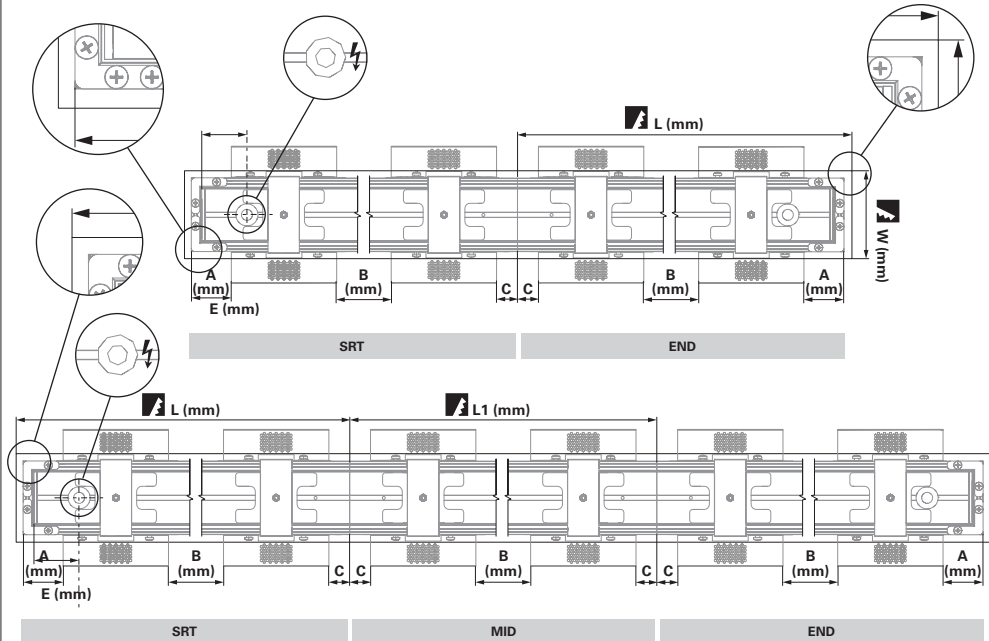 L (mm)
W (mm)
A (mm)
B (mm)
C
C
B (mm)
A (mm)
E (mm)
SRT
END
L (mm)
L1 (mm)
A (mm)
B (mm)
C
C
B (mm)
C
C
B (mm)
A (mm)
E (mm)
SRT
MID
END